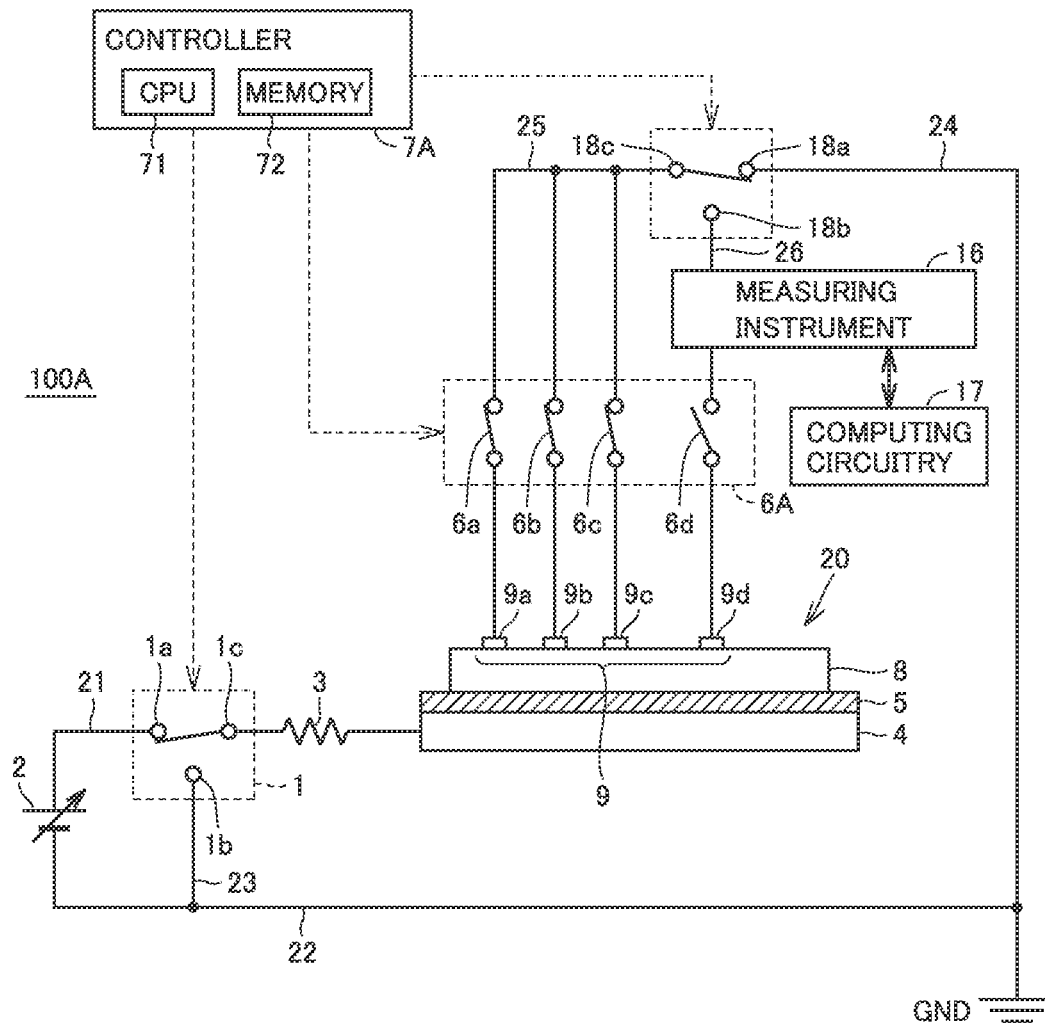 CONTROLLER
CPU
MEMORY
71
72
7A
25
18c
18a
24
18b
26
16
MEASURING
INSTRUMENT
100A
17
COMPUTING
CIRCUITRY
6a
6b
6c
6d
6A
20
9a
9b
9c
9d
1a
1c
21
3
8
5
4
2
1
9
1b
23
22
GND